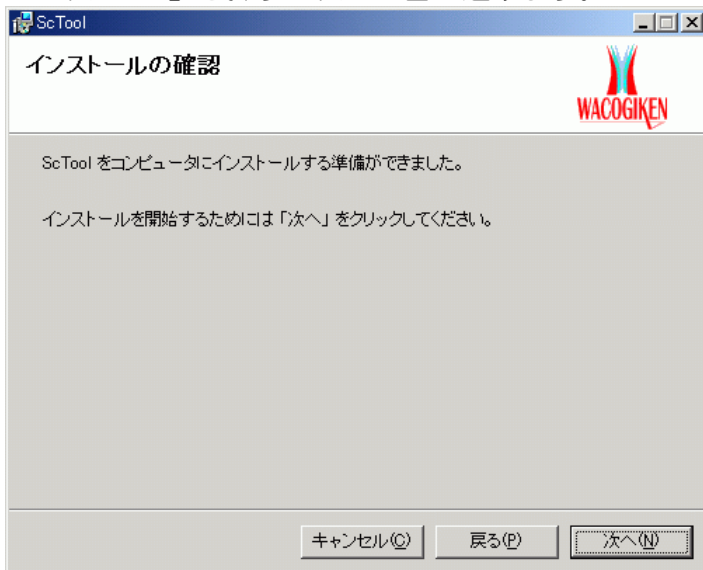 ScTool
インストールの確認
WACOGIKEN
ScTool をコンピュータにインストールする準備ができました。
インストールを開始するためには「次へ」をクリックしてください。
キャンセル(C) 戻る(P) 次へ(N)